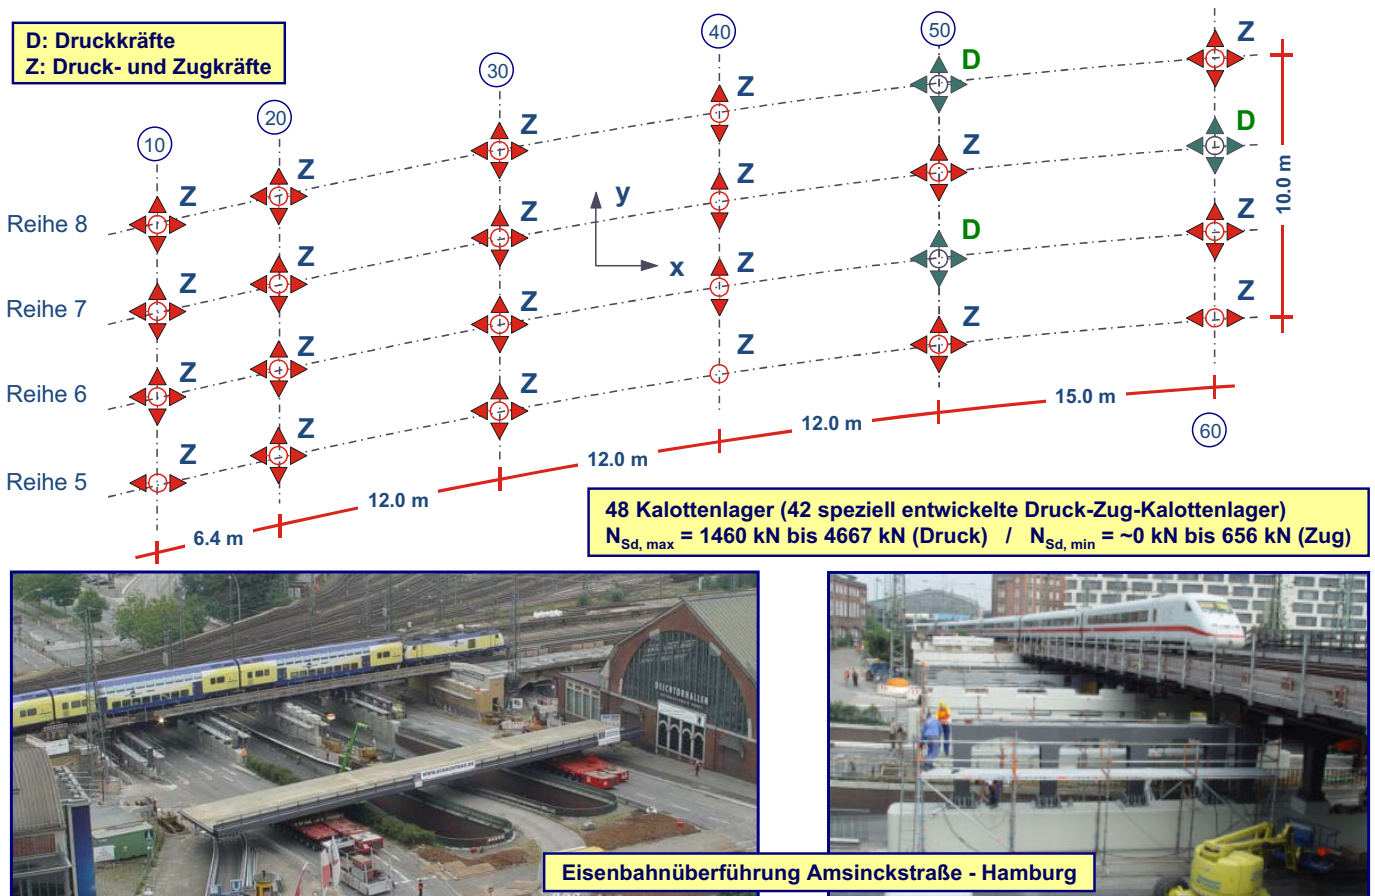 D: Druckkräfte
Z: Druck- und Zugkräfte
10
20
30
40
50
60
Reihe 8
Z Z Z Z D Z
Reihe 7
Z Z Z Z Z D
Reihe 6
Z Z Z Z D Z
Reihe 5
Z Z Z Z Z Z
y
x
10.0 m
6.4 m
12.0 m
12.0 m
12.0 m
15.0 m
48 Kalottenlager (42 speziell entwickelte Druck-Zug-Kalottenlager)
NSd, max = 1460 kN bis 4667 kN (Druck) / NSd, min = ~0 kN bis 656 kN (Zug)
DEICHTORHALLEN
Eisenbahnüberführung Amsinckstraße - Hamburg